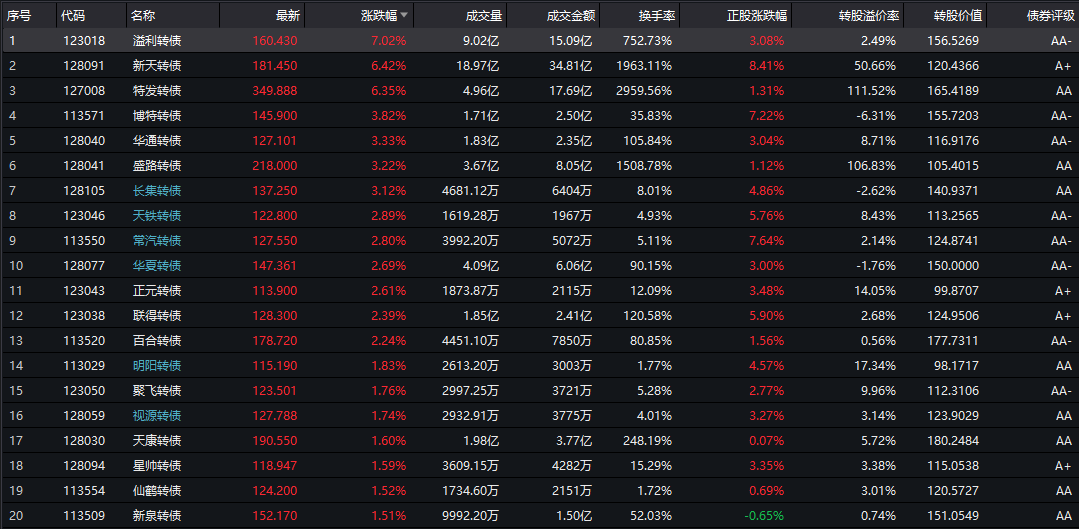 序号 代码 名称 最新 涨跌幅 成交量 成交金额 换手率 正股涨跌幅 转股溢价率 转股价值 债券评级
1 123018 溢利转债 160.430 7.02% 9.02亿 15.09亿 752.73% 3.08% 2.49% 156.5269 AA-
2 128091 新天转债 181.450 6.42% 18.97亿 34.81亿 1963.11% 8.41% 50.66% 120.4366 A+
3 127008 特发转债 349.888 6.35% 4.96亿 17.69亿 2959.56% 1.31% 111.52% 165.4189 AA
4 113571 博特转债 145.900 3.82% 1.71亿 2.50亿 35.83% 7.22% -6.31% 155.7203 AA-
5 128040 华通转债 127.101 3.33% 1.83亿 2.35亿 105.84% 3.04% 8.71% 116.9176 AA-
6 128041 盛路转债 218.000 3.22% 3.67亿 8.05亿 1508.78% 1.12% 106.83% 105.4015 AA
7 128105 长集转债 137.250 3.12% 4681.12万 6404万 8.01% 4.86% -2.62% 140.9371 AA
8 123046 天铁转债 122.800 2.89% 1619.28万 1967万 4.93% 5.76% 8.43% 113.2565 AA-
9 113550 常汽转债 127.550 2.80% 3992.20万 5072万 5.11% 7.64% 2.14% 124.8741 AA-
10 128077 华夏转债 147.361 2.69% 4.09亿 6.06亿 90.15% 3.00% -1.76% 150.0000 AA-
11 123043 正元转债 113.900 2.61% 1873.87万 2115万 12.09% 3.48% 14.05% 99.8707 A+
12 123038 联得转债 128.300 2.39% 1.85亿 2.41亿 120.58% 5.90% 2.68% 124.9506 A+
13 113520 百合转债 178.720 2.24% 4451.10万 7850万 80.85% 1.56% 0.56% 177.7311 AA-
14 113029 明阳转债 115.190 1.83% 2613.20万 3003万 1.77% 4.57% 17.34% 98.1717 AA
15 123050 聚飞转债 123.501 1.76% 2997.25万 3721万 5.28% 2.77% 9.96% 112.3106 AA-
16 128059 视源转债 127.788 1.74% 2932.91万 3775万 4.01% 3.27% 3.14% 123.9029 AA
17 128030 天康转债 190.550 1.60% 1.98亿 3.77亿 248.19% 0.07% 5.72% 180.2484 AA
18 128094 星帅转债 118.947 1.59% 3609.15万 4282万 15.29% 3.35% 3.38% 115.0538 A+
19 113554 仙鹤转债 124.200 1.52% 1734.60万 2151万 1.72% 0.69% 3.01% 120.5727 AA
20 113509 新泉转债 152.170 1.51% 9992.20万 1.50亿 52.03% -0.65% 0.74% 151.0549 AA